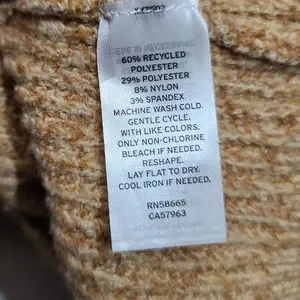 60% RECYCLED
POLYESTER
29% POLYESTER
8% NYLON
3% SPANDEX
MACHINE WASH COLD.
GENTLE CYCLE.
WITH LIKE COLORS.
ONLY NON-CHLORINE
BLEACH IF NEEDED.
RESHAPE.
LAY FLAT TO DRY.
COOL IRON IF NEEDED.
RN58665
CA57963